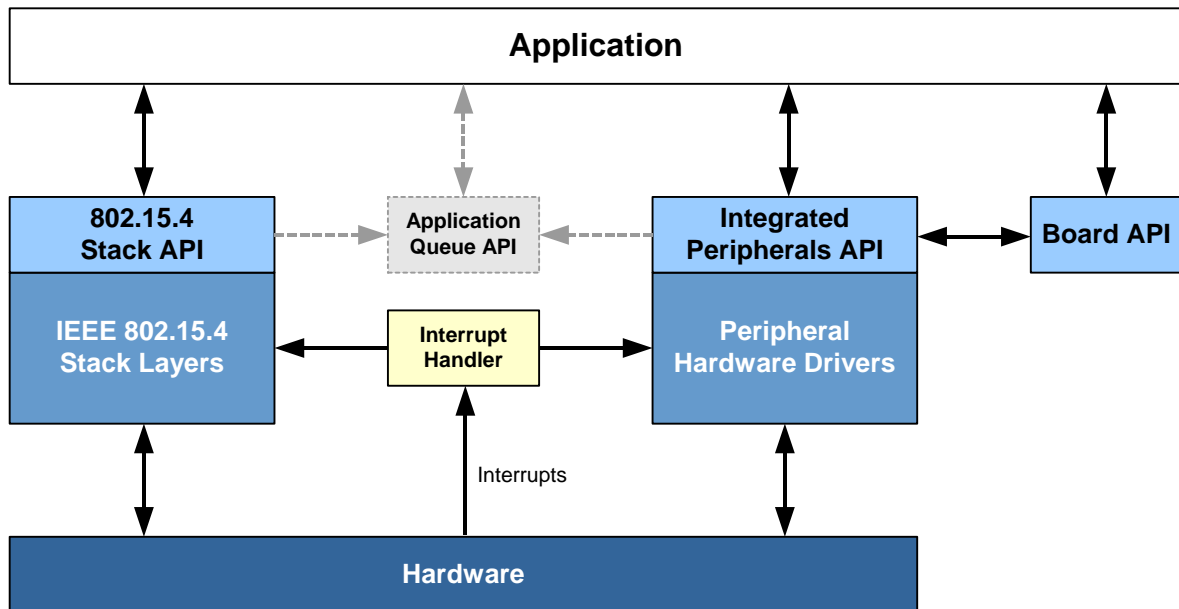 Application
802.15.4
Stack API
Application
Queue API
Integrated
Peripherals API
Board API
IEEE 802.15.4
Stack Layers
Interrupt
Handler
Peripheral
Hardware Drivers
Interrupts
Hardware